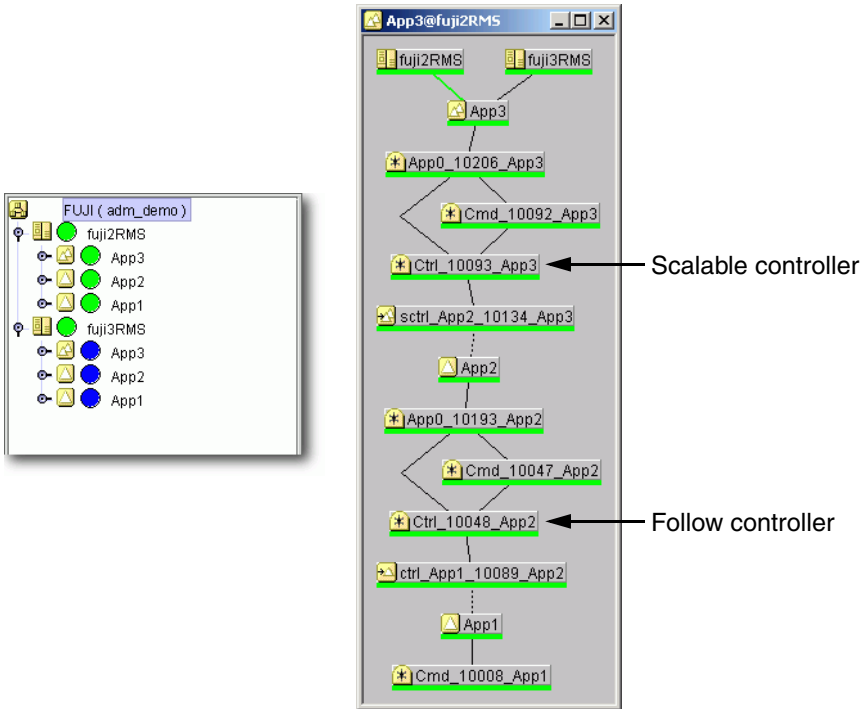 FUJI ( adm_demo )
fuji2RMS
App3
App2
App1
fuji3RMS
App3
App2
App1
App3@fuji2RMS
fuji2RMS
fuji3RMS
App3
App0_10206_App3
Cmd_10092_App3
Ctrl_10093_App3
Scalable controller
sctrl_App2_10134_App3
App2
App0_10193_App2
Cmd_10047_App2
Ctrl_10048_App2
Follow controller
ctrl_App1_10089_App2
App1
Cmd_10008_App1